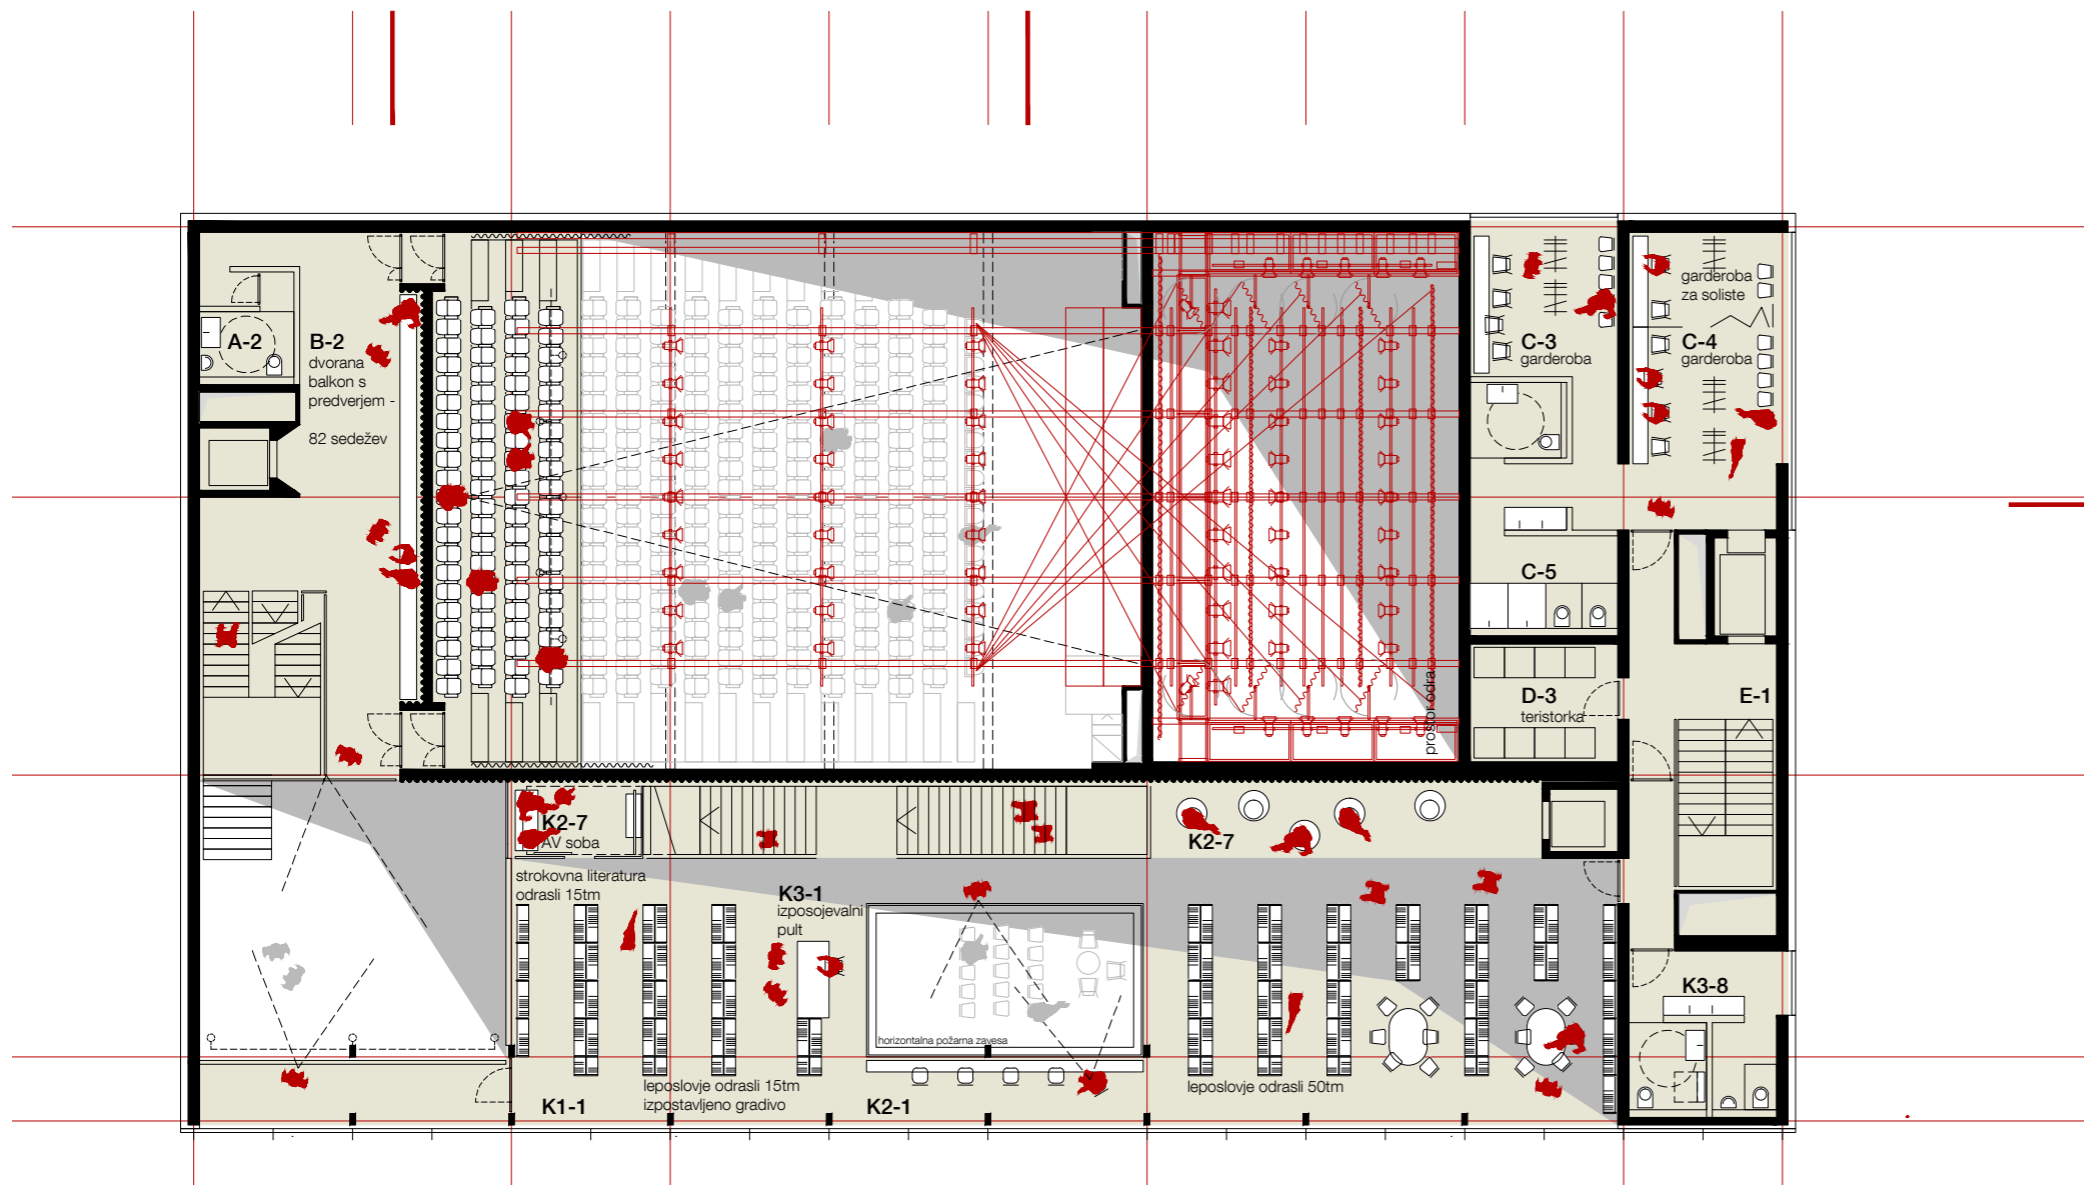 A-2
B-2
dvorana
balkon s
predverjem -
82 sedežev
C-3
garderoba
garderoba
za soliste
C-4
garderoba
C-5
D-3
teristorka
E-1
prostor odra
K2-7
AV soba
K2-7
strokovna literatura
odrasli 15tm
K3-1
izposojevalni
pult
horizontalna požarna zavesa
K3-8
leposlovje odrasli 15tm
izpostavljeno gradivo
leposlovje odrasli 50tm
K1-1
K2-1